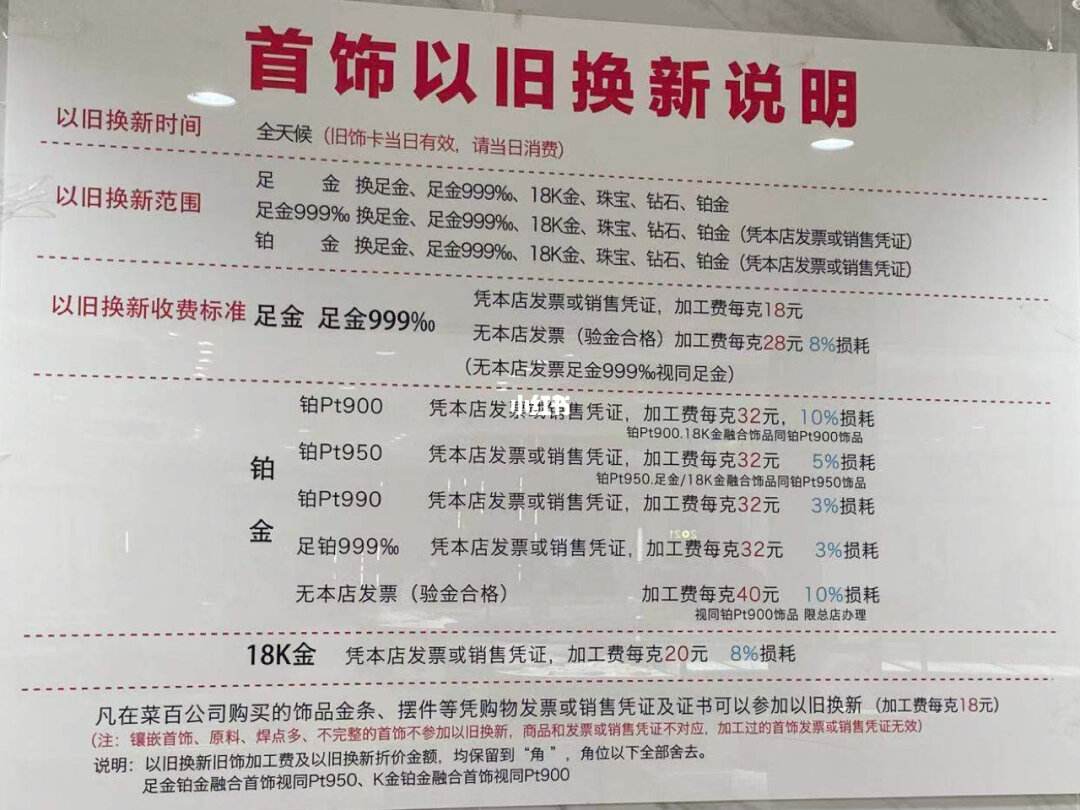 首饰以旧换新说明
以旧换新时间 全天候（旧饰卡当日有效，请当日消费）
以旧换新范围 足 金 换足金、足金999‰、18K金、珠宝、钻石、铂金
足金999‰ 换足金、足金999‰、18K金、珠宝、钻石、铂金（凭本店发票或销售凭证）
铂 金 换足金、足金999‰、18K金、珠宝、钻石、铂金（凭本店发票或销售凭证）
以旧换新收费标准 足金 足金999‰ 凭本店发票或销售凭证，加工费每克18元
无本店发票（验金合格）加工费每克28元 8%损耗
（无本店发票足金999‰视同足金）
铂金
铂Pt900 凭本店发票或销售凭证，加工费每克32元，10%损耗
铂Pt900.18K金融合饰品同铂Pt900饰品
铂Pt950 凭本店发票或销售凭证，加工费每克32元 5%损耗
铂Pt950.足金/18K金融合饰品同铂Pt950饰品
铂Pt990 凭本店发票或销售凭证，加工费每克32元 3%损耗
足铂999‰ 凭本店发票或销售凭证，加工费每克32元 3%损耗
无本店发票（验金合格） 加工费每克40元 10%损耗
视同铂Pt900饰品 限总店办理
18K金 凭本店发票或销售凭证，加工费每克20元 8%损耗
凡在菜百公司购买的饰品金条、摆件等凭购物发票或销售凭证及证书可以参加以旧换新（加工费每克18元）
（注：镶嵌首饰、原料、焊点多、不完整的首饰不参加以旧换新，商品和发票或销售凭证不对应，加工过的首饰发票或销售凭证无效）
说明：以旧换新旧饰加工费及以旧换新折价金额，均保留到“角”，角位以下全部舍去。
足金铂金融合首饰视同Pt950、K金铂金融合首饰视同Pt900
小红书